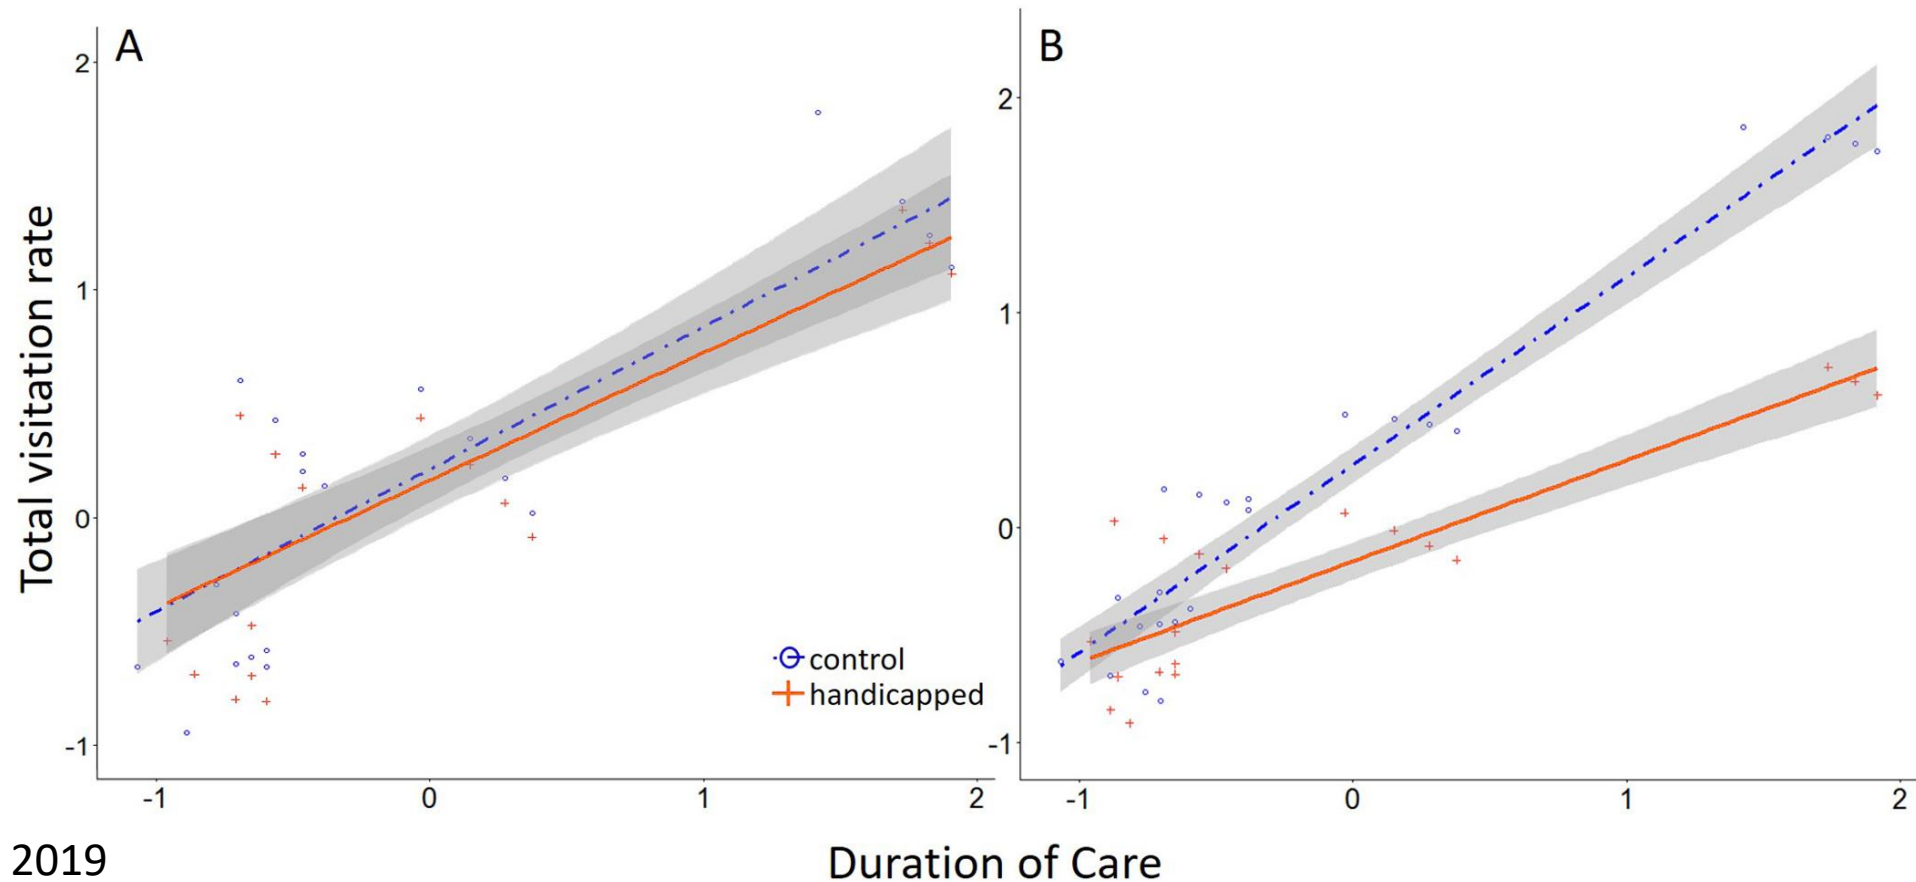 A
B
Total visitation rate
2
1
0
-1
-1
0
1
2
control
handicapped
2
1
0
-1
-1
0
1
2
Duration of Care
2019